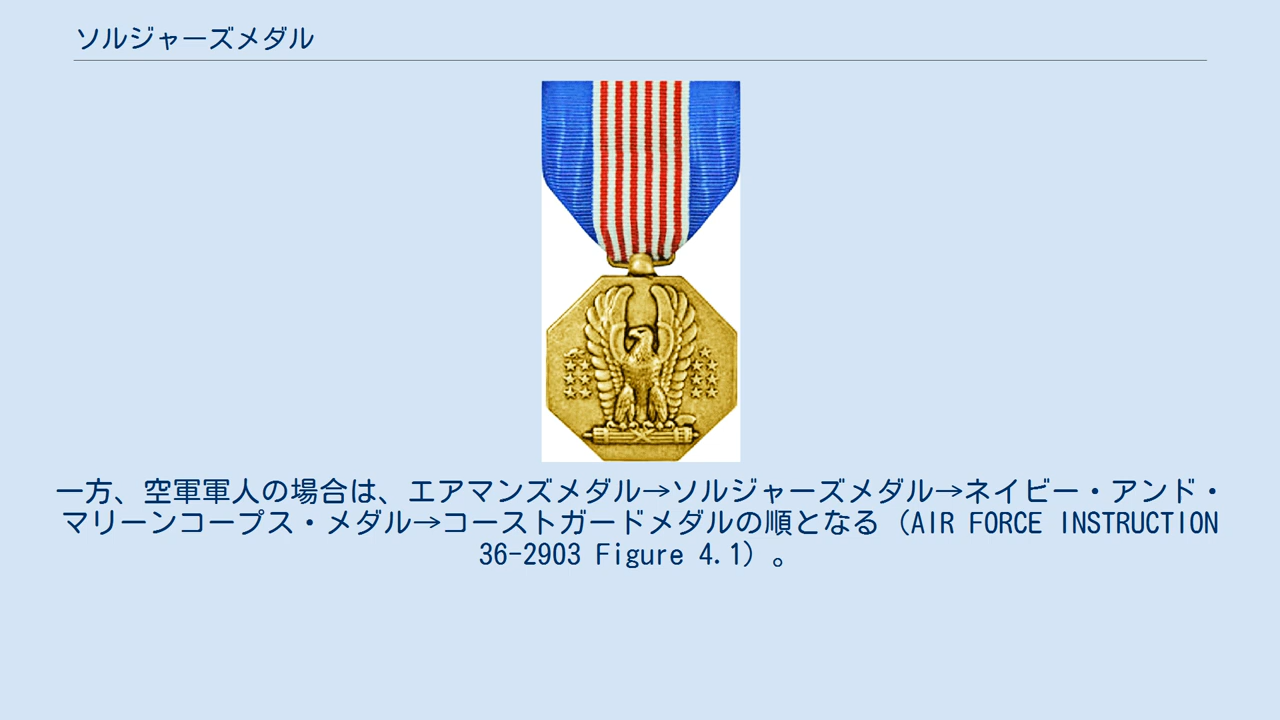 ソルジャーズメダル
一方、空軍軍人の場合は、エアマンズメダル→ソルジャーズメダル→ネイビー・アンド・
マリーンコープス・メダル→コーストガードメダルの順となる（AIR FORCE INSTRUCTION
36-2903 Figure 4.1）。